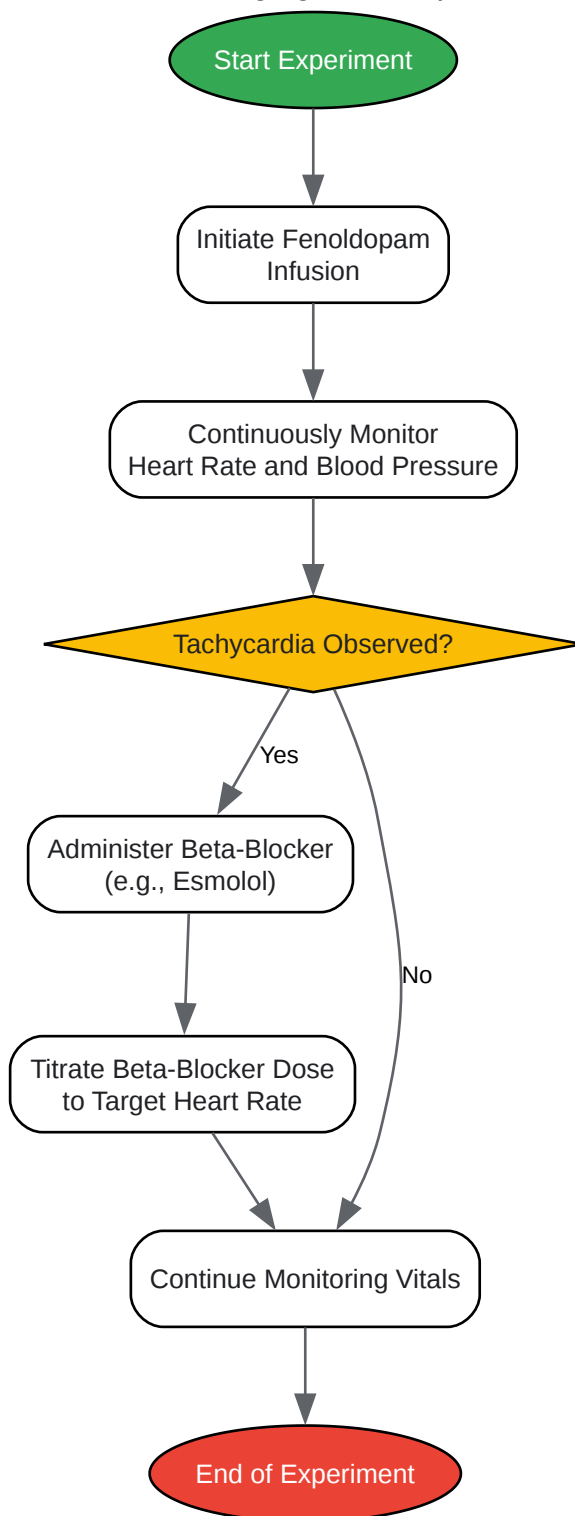 Start Experiment
Initiate Fenoldopam
Infusion
Continuously Monitor
Heart Rate and Blood Pressure
Tachycardia Observed?
Yes
Administer Beta-Blocker
(e.g., Esmolol)
No
Titrate Beta-Blocker Dose
to Target Heart Rate
Continue Monitoring Vitals
End of Experiment